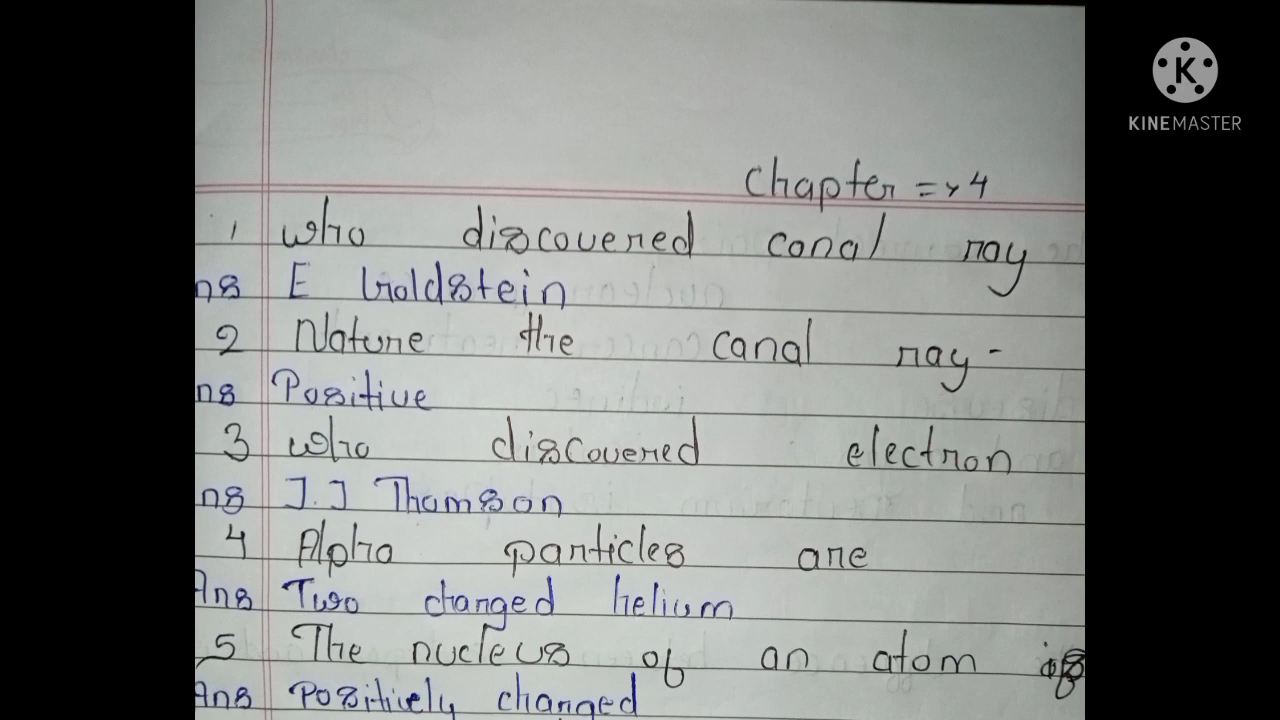 Chapter => 4
1 who discovered canal ray
ns E Goldstein
2 Nature the canal ray -
ns Positive
3 who discovered electron
ns J.J Thomson
4 Alpha particles are
Ans Two charged helium
5 The nucleus of an atom is
Ans Positively charged
KINEMASTER